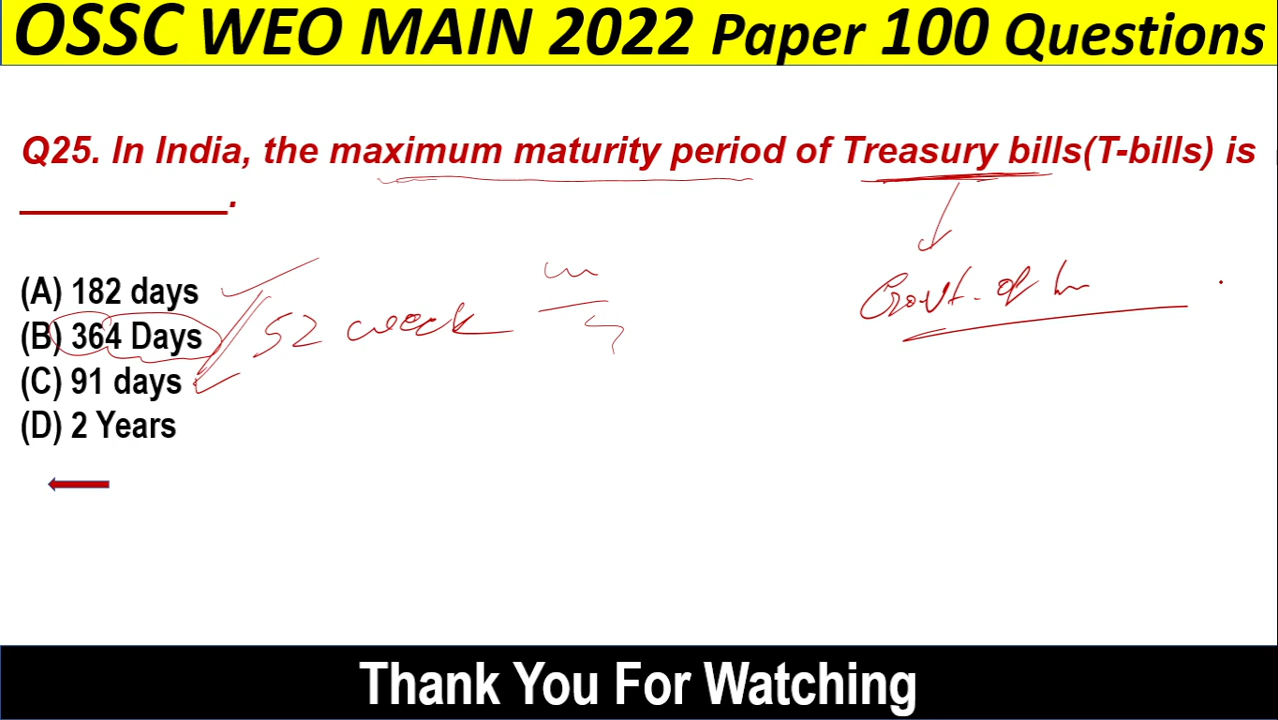 OSSC WEO MAIN 2022 Paper 100 Questions
Q25. In India, the maximum maturity period of Treasury bills(T-bills) is
__________.
Govt. of In
(A) 182 days
(B) 364 Days
52 week
(C) 91 days
(D) 2 Years
Thank You For Watching